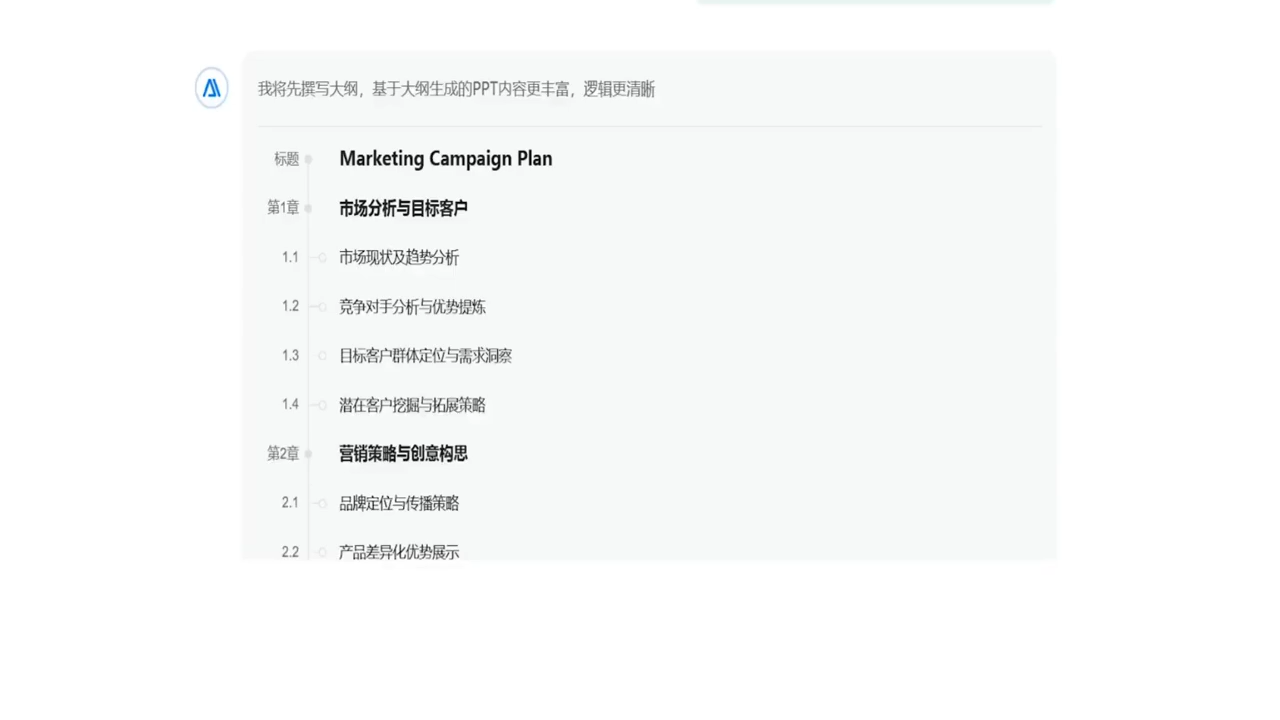 我将先撰写大纲，基于大纲生成的PPT内容更丰富，逻辑更清晰
标题 Marketing Campaign Plan
第1章 市场分析与目标客户
1.1 市场现状及趋势分析
1.2 竞争对手分析与优势提炼
1.3 目标客户群体定位与需求洞察
1.4 潜在客户挖掘与拓展策略
第2章 营销策略与创意构思
2.1 品牌定位与传播策略
2.2 产品差异化优势展示